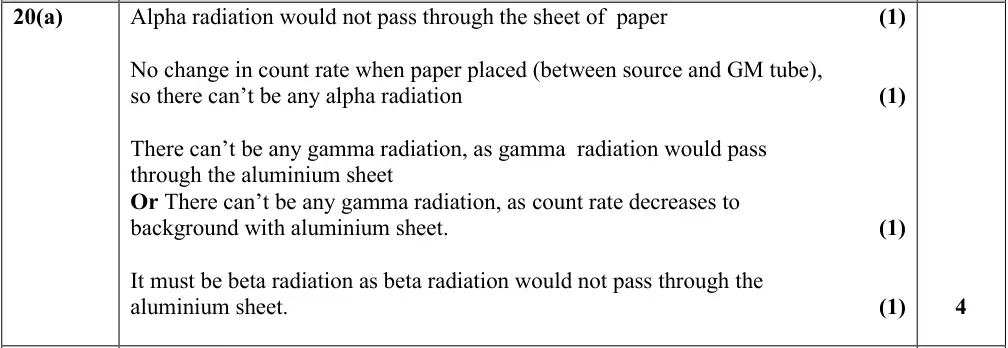 20(a) Alpha radiation would not pass through the sheet of paper (1)
No change in count rate when paper placed (between source and GM tube),
so there can’t be any alpha radiation (1)
There can’t be any gamma radiation, as gamma radiation would pass
through the aluminium sheet
Or There can’t be any gamma radiation, as count rate decreases to
background with aluminium sheet. (1)
It must be beta radiation as beta radiation would not pass through the
aluminium sheet. (1) 4